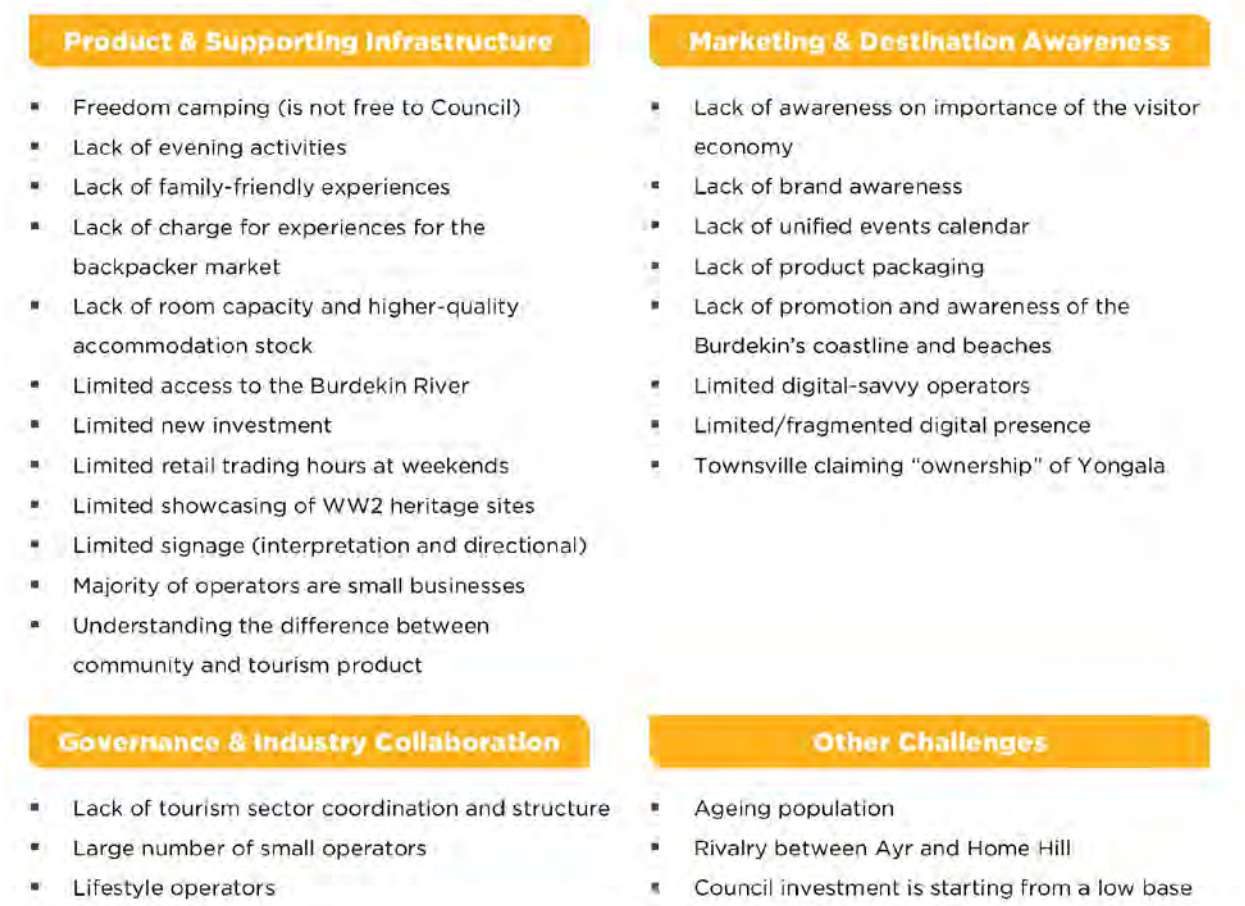 Product & Supporting Infrastructure
Freedom camping (is not free to Council)
Lack of evening activities
Lack of family-friendly experiences
Lack of charge for experiences for the
backpacker market
Lack of room capacity and higher-quality
accommodation stock
Limited access to the Burdekin River
Limited new investment
Limited retail trading hours at weekends
Limited showcasing of WW2 heritage sites
Limited signage (interpretation and directional)
Majority of operators are small businesses
Understanding the difference between
community and tourism product
Marketing & Destination Awareness
Lack of awareness on importance of the visitor
economy
Lack of brand awareness
Lack of unified events calendar
Lack of product packaging
Lack of promotion and awareness of the
Burdekin's coastline and beaches
Limited digital-savvy operators
Limited/fragmented digital presence
Townsville claiming "ownership" of Yongala
Governance & Industry Collaboration
Lack of tourism sector coordination and structure
Large number of small operators
Lifestyle operators
Other Challenges
Ageing population
Rivalry between Ayr and Home Hill
Council investment is starting from a low base